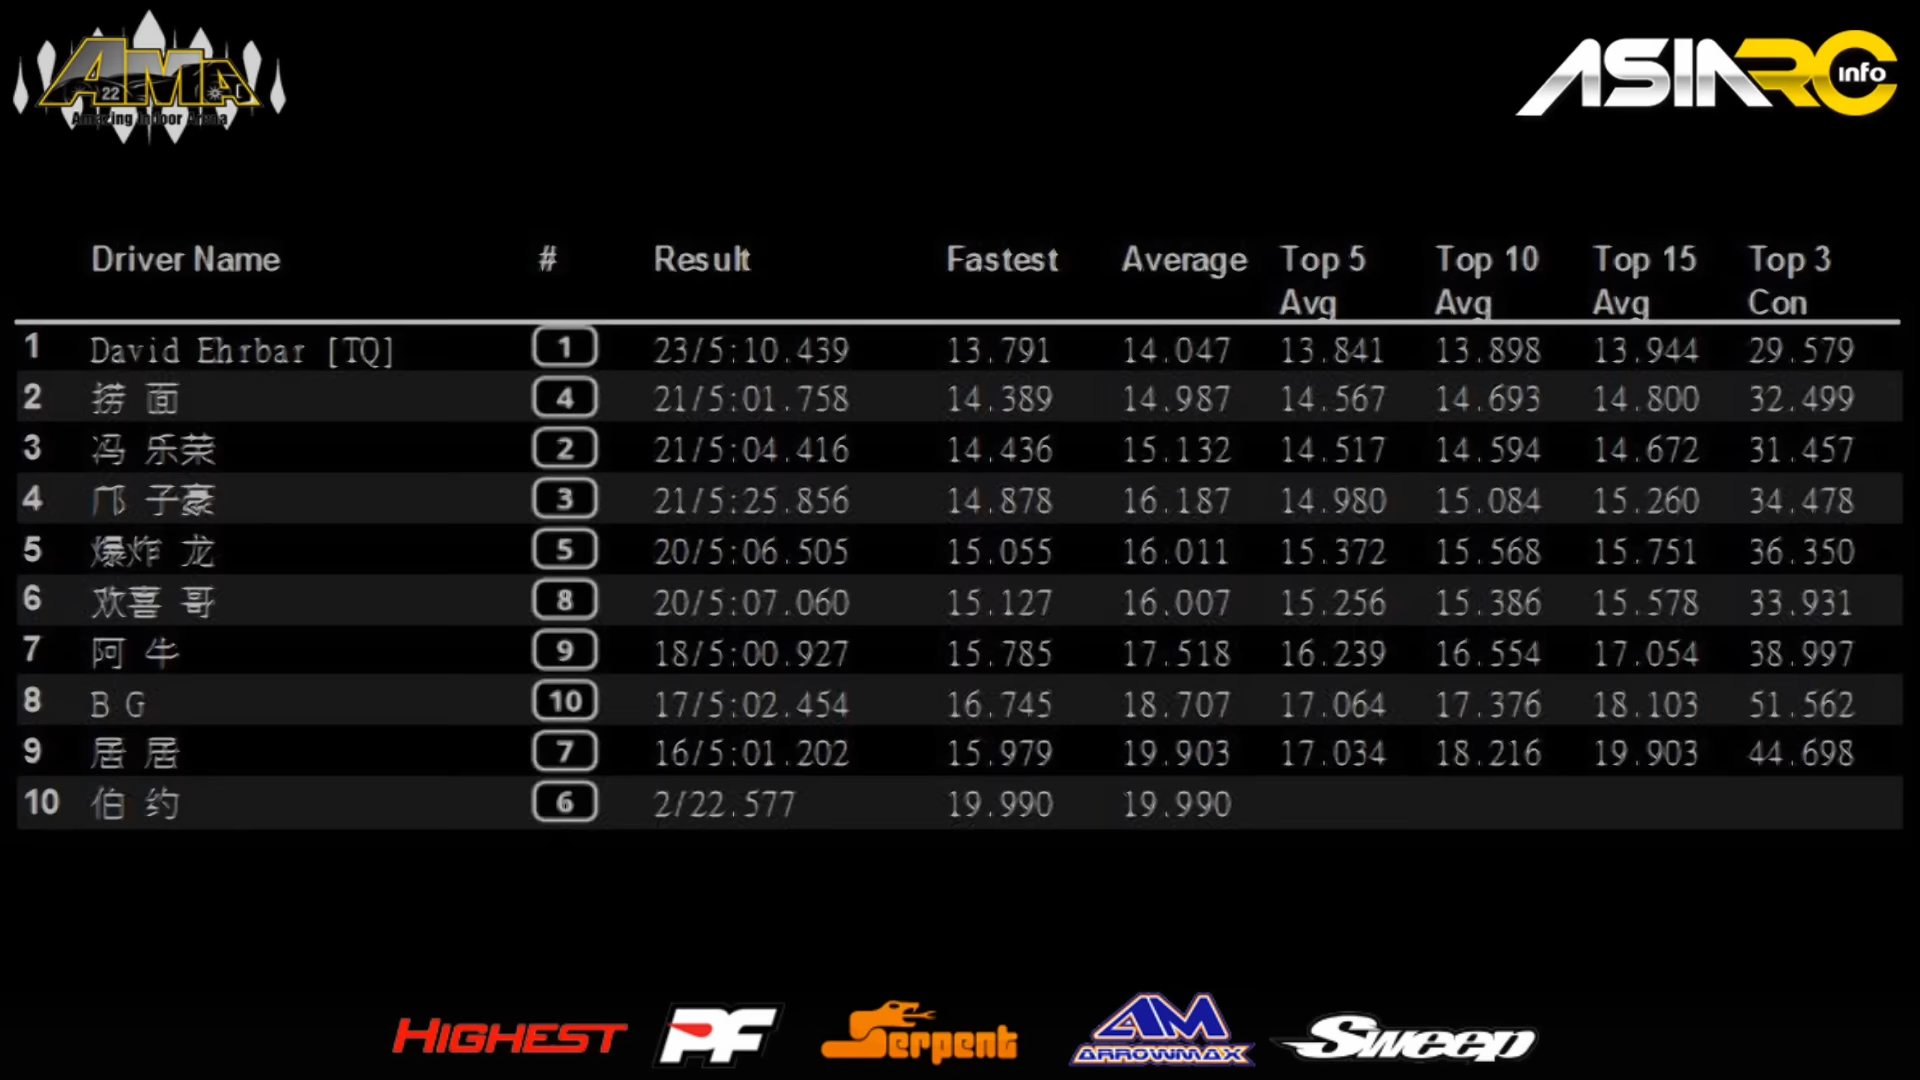 AMA
22
Amazing Indoor Arena
ASIARC info
Driver Name # Result Fastest Average Top 5 Avg Top 10 Avg Top 15 Avg Top 3 Con
1 David Ehrbar [TQ] 1 23/5:10.439 13.791 14.047 13.841 13.898 13.944 29.579
2 捞 面 4 21/5:01.758 14.389 14.987 14.567 14.693 14.800 32.499
3 冯 乐荣 2 21/5:04.416 14.436 15.132 14.517 14.594 14.672 31.457
4 邝 子豪 3 21/5:25.856 14.878 16.187 14.980 15.084 15.260 34.478
5 爆炸 龙 5 20/5:06.505 15.055 16.011 15.372 15.568 15.751 36.350
6 欢喜 哥 8 20/5:07.060 15.127 16.007 15.256 15.386 15.578 33.931
7 阿 牛 9 18/5:00.927 15.785 17.518 16.239 16.554 17.054 38.997
8 B G 10 17/5:02.454 16.745 18.707 17.064 17.376 18.103 51.562
9 居 居 7 16/5:01.202 15.979 19.903 17.034 18.216 19.903 44.698
10 伯 约 6 2/22.577 19.990 19.990
HIGHEST PF Serpent AM ARROWMAX Sweep